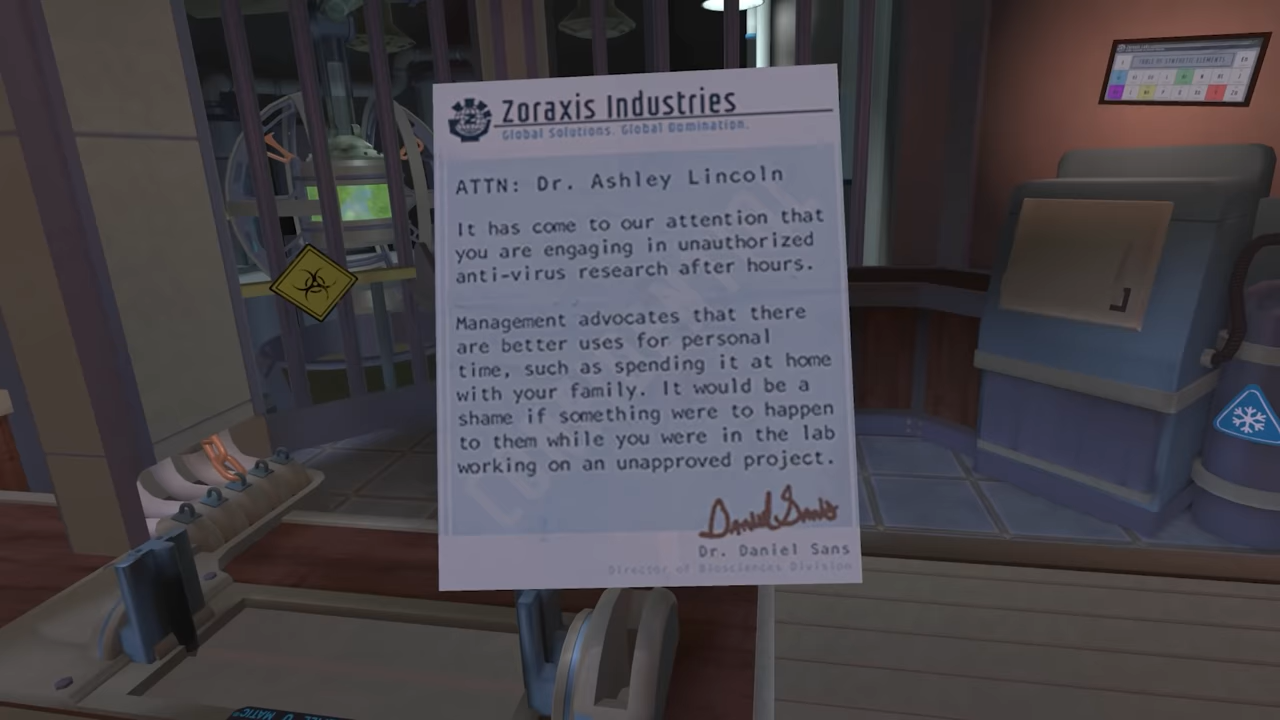 Zoraxis Industries
Global Solutions. Global Domination.
ATTN: Dr. Ashley Lincoln
It has come to our attention that
you are engaging in unauthorized
anti-virus research after hours.
Management advocates that there
are better uses for personal
time, such as spending it at home
with your family. It would be a
shame if something were to happen
to them while you were in the lab
working on an unapproved project.
Daniel Sans
Dr. Daniel Sans
Director of Biosciences Division
TABLE OF SYNTHETIC ELEMENTS